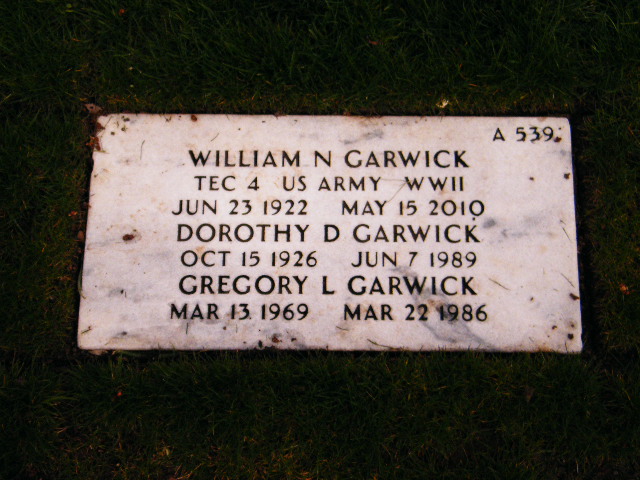 A 539
WILLIAM N GARWICK
TEC 4 US ARMY WWII
JUN 23 1922 MAY 15 2010
DOROTHY D GARWICK
OCT 15 1926 JUN 7 1989
GREGORY L GARWICK
MAR 13 1969 MAR 22 1986